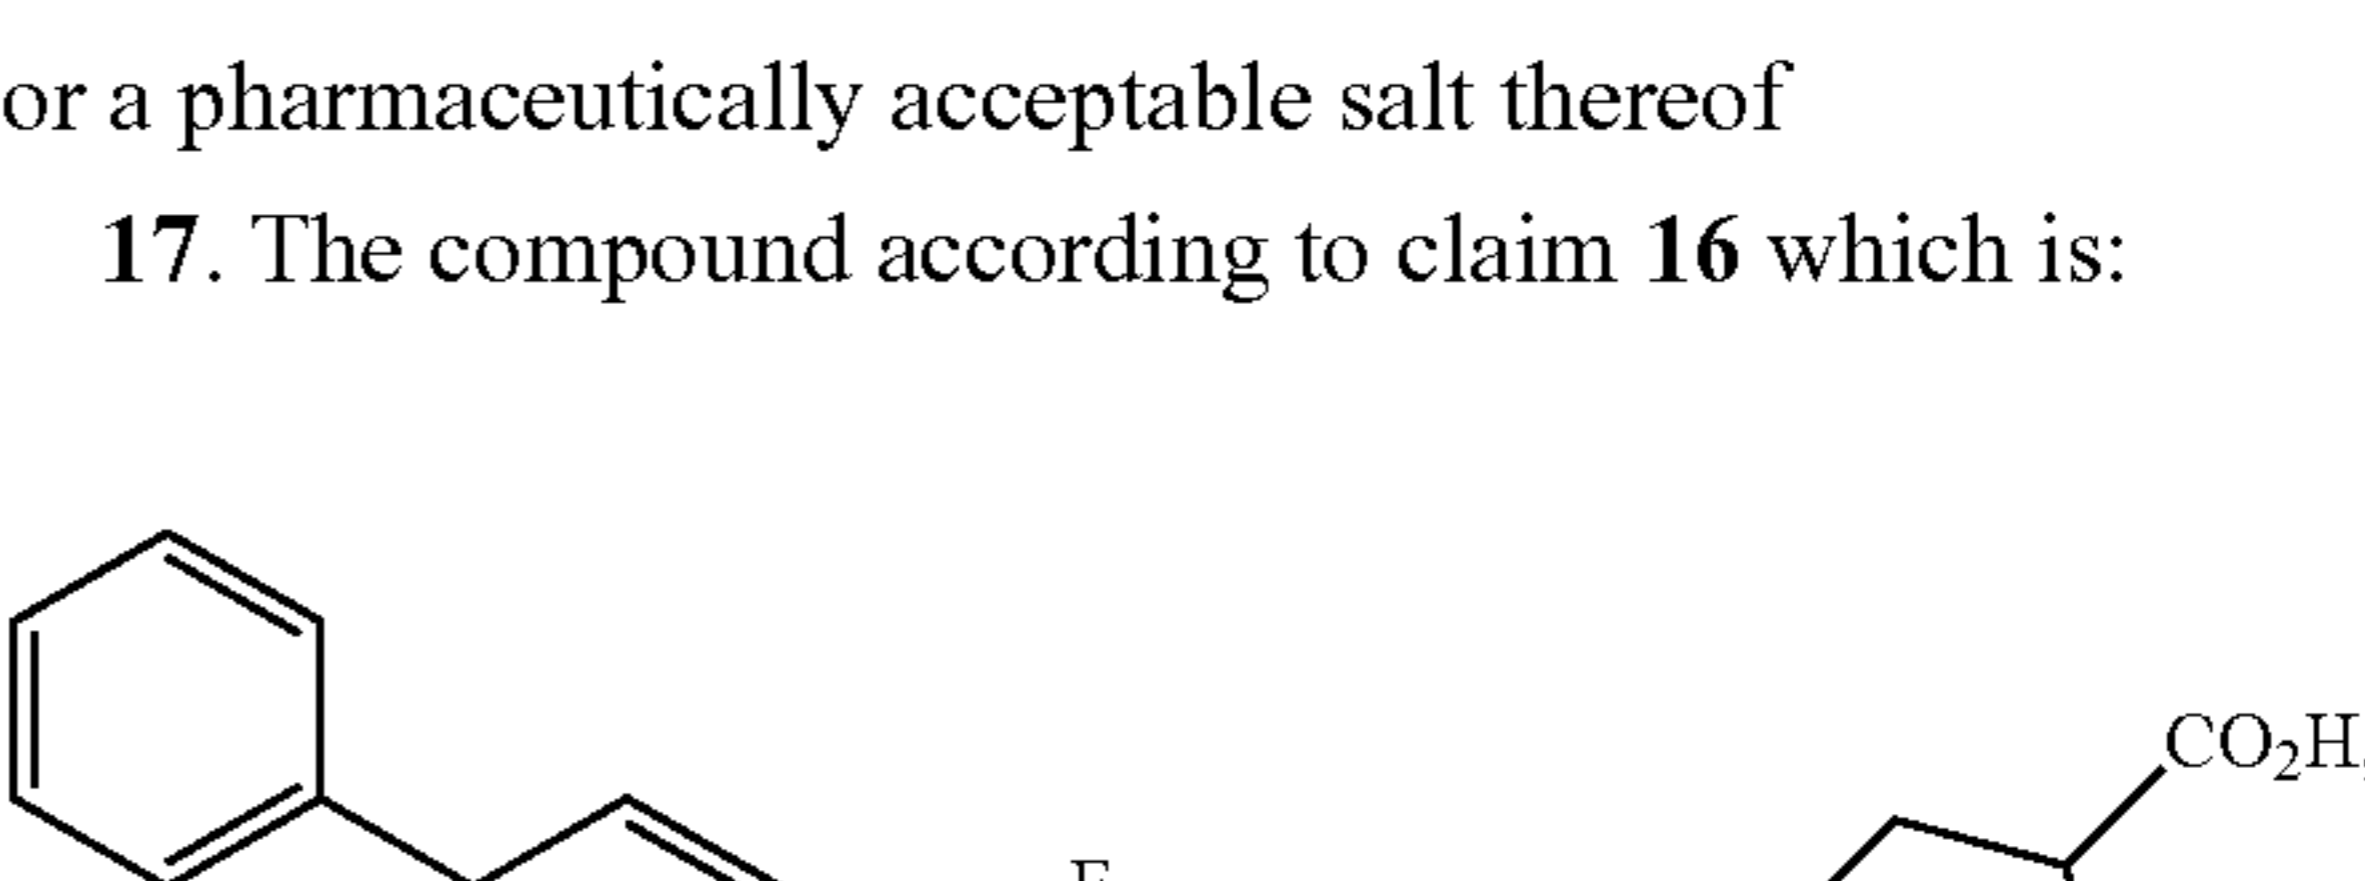 or a pharmaceutically acceptable salt thereof
17. The compound according to claim 16 which is:
CO₂H,
F